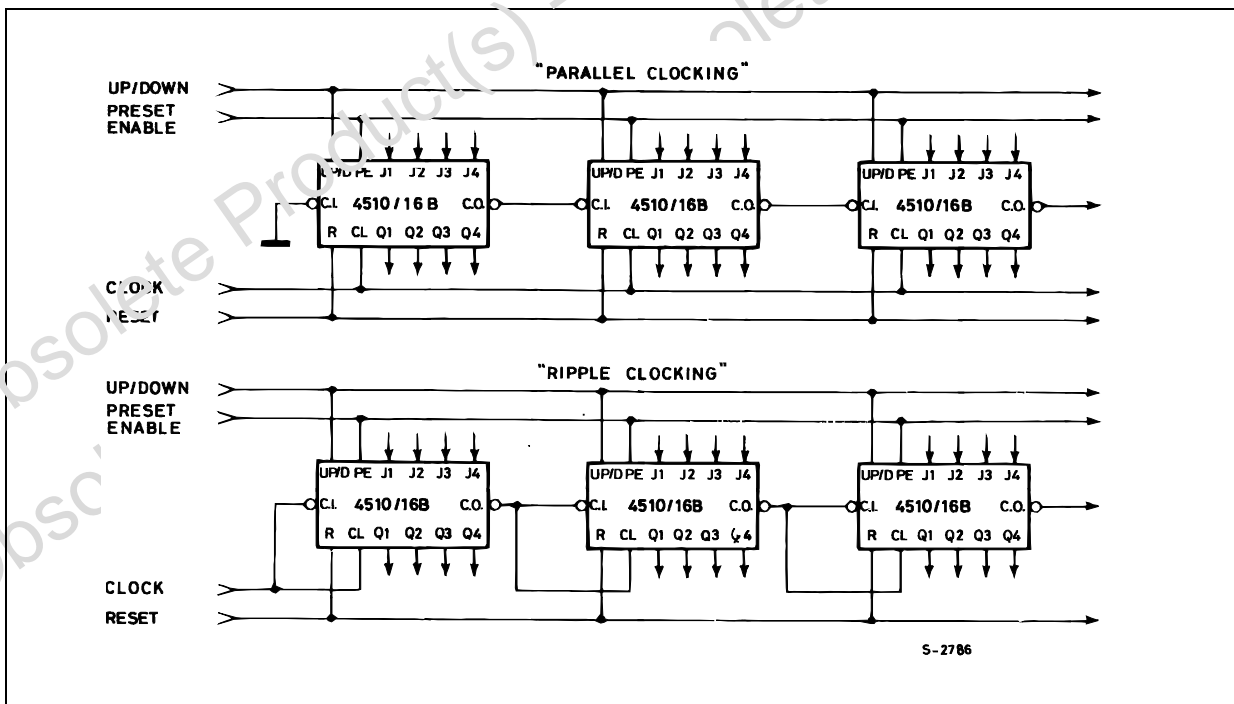 "PARALLEL CLOCKING"
UP/DOWN
PRESET
ENABLE
UP/D PE J1 J2 J3 J4
UP/D PE J1 J2 J3 J4
UP/D PE J1 J2 J3 J4
C.I. 4510/16B C.O.
C.I. 4510/16B C.O.
C.I. 4510/16B C.O.
R CL Q1 Q2 Q3 Q4
R CL Q1 Q2 Q3 Q4
R CL Q1 Q2 Q3 Q4
CLOCK
RESET
"RIPPLE CLOCKING"
UP/DOWN
PRESET
ENABLE
UP/D PE J1 J2 J3 J4
UP/D PE J1 J2 J3 J4
UP/D PE J1 J2 J3 J4
C.I. 4510/16B C.O.
C.I. 4510/16B C.O.
C.I. 4510/16B C.O.
R CL Q1 Q2 Q3 Q4
R CL Q1 Q2 Q3 Q4
R CL Q1 Q2 Q3 Q4
CLOCK
RESET
S-2786
Obsolete Product(s)